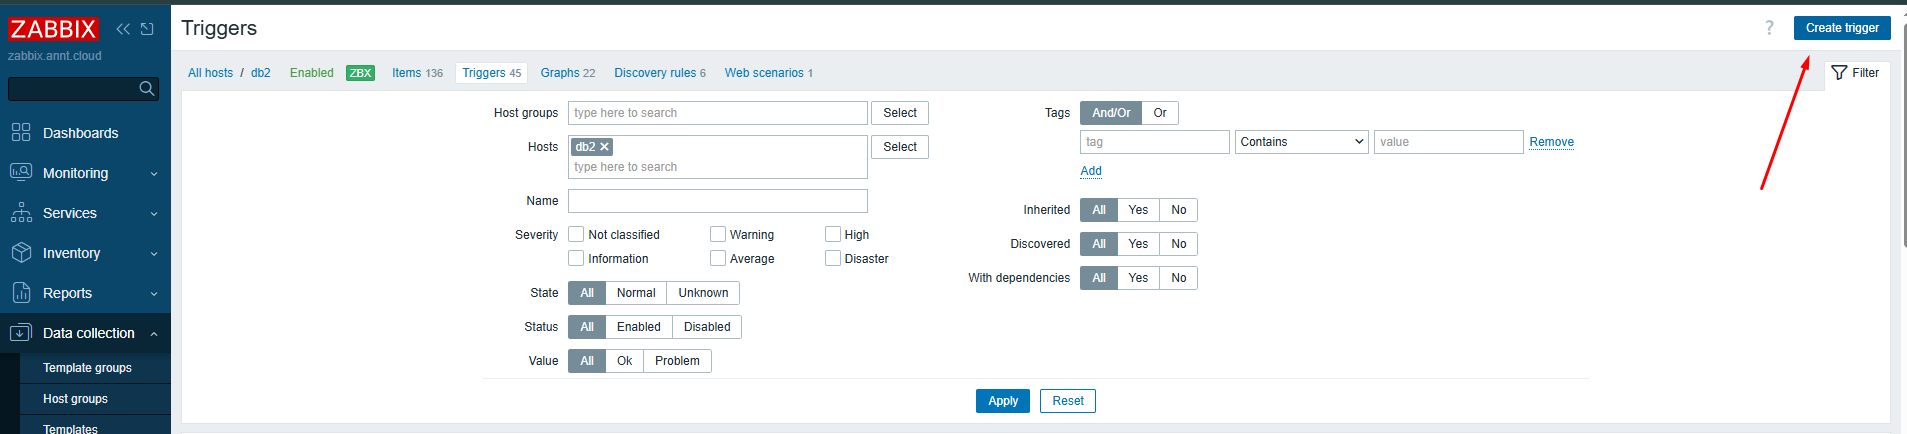 ZABBIX
zabbix.annt.cloud
Dashboards
Monitoring
Services
Inventory
Reports
Data collection
Template groups
Host groups
Templates
Triggers
? Create trigger
All hosts / db2 Enabled ZBX Items 136 Triggers 45 Graphs 22 Discovery rules 6 Web scenarios 1
Filter
Host groups type here to search Select
Hosts db2 Select
type here to search
Name
Severity Not classified Warning High
Information Average Disaster
State All Normal Unknown
Status All Enabled Disabled
Value All Ok Problem
Tags And/Or Or
tag Contains value Remove
Add
Inherited All Yes No
Discovered All Yes No
With dependencies All Yes No
Apply Reset